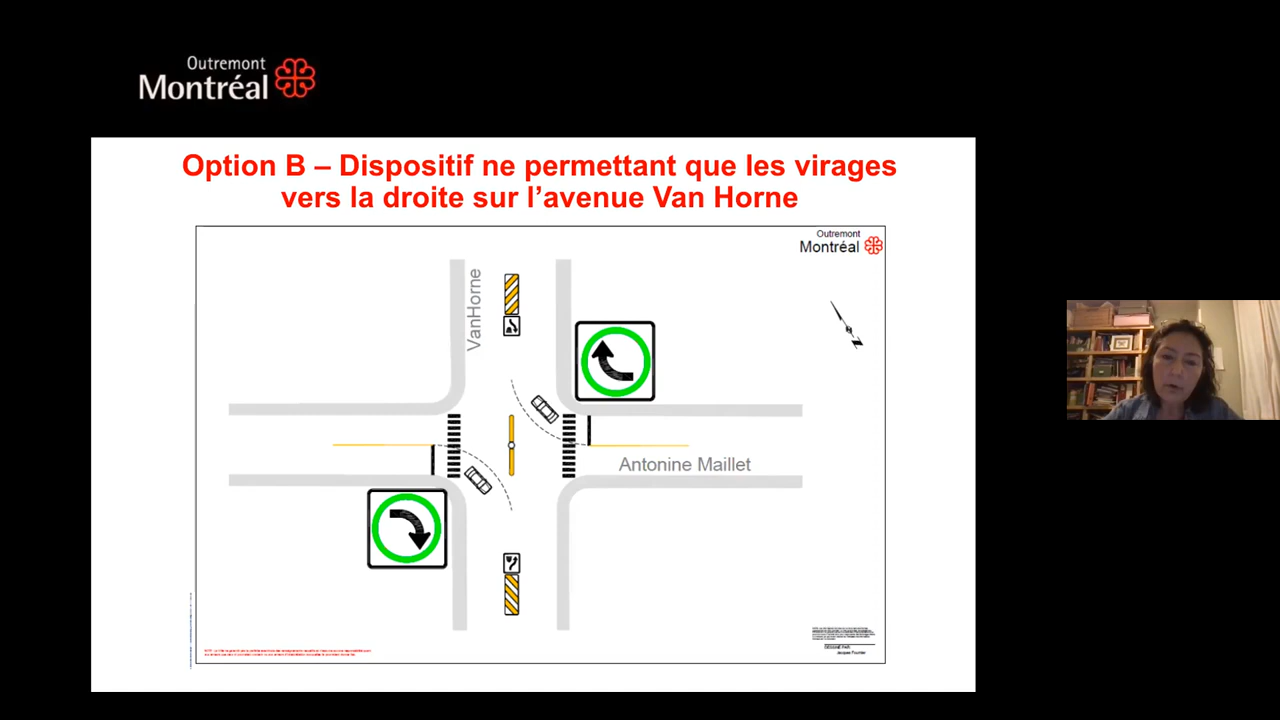 Outremont
Montréal
Option B – Dispositif ne permettant que les virages
vers la droite sur l’avenue Van Horne
Outremont
Montréal
VanHorne
Antonine Maillet